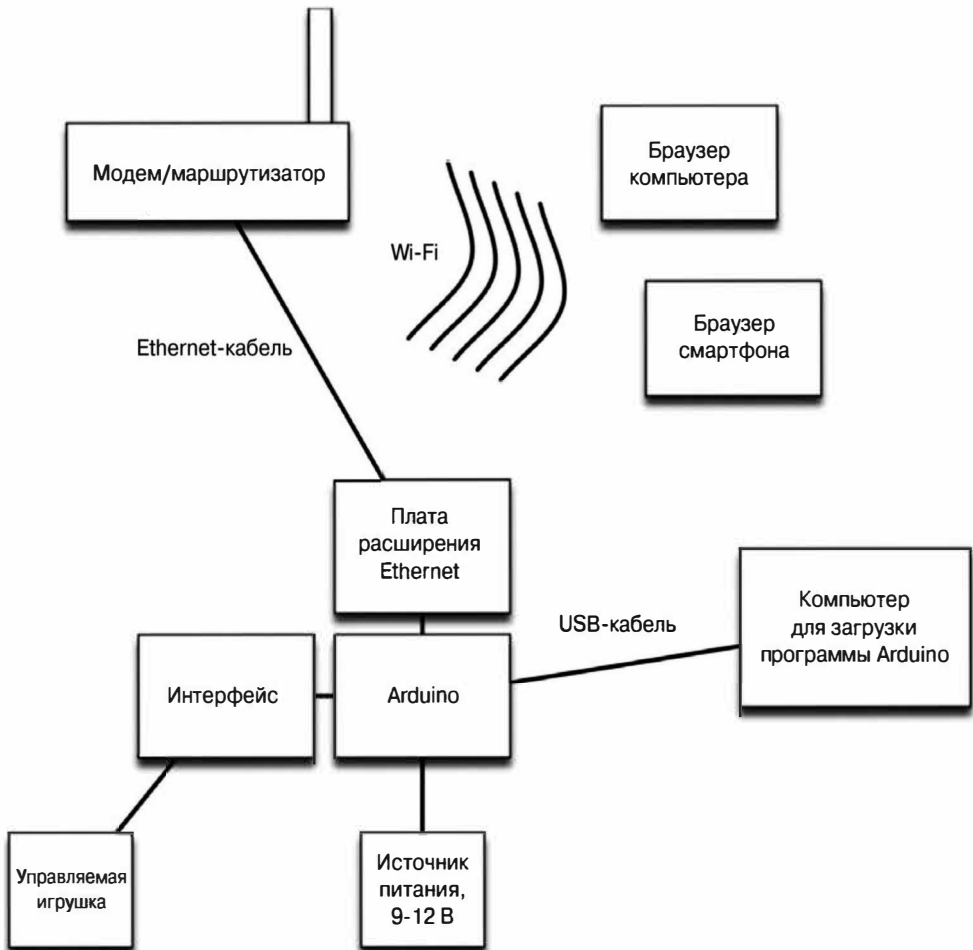 Модем/маршрутизатор
Браузер
компьютера
Wi-Fi
Браузер
смартфона
Ethernet-кабель
Плата
расширения
Ethernet
USB-кабель
Компьютер
для загрузки
программы Arduino
Интерфейс
Arduino
Управляемая
игрушка
Источник
питания,
9-12 В